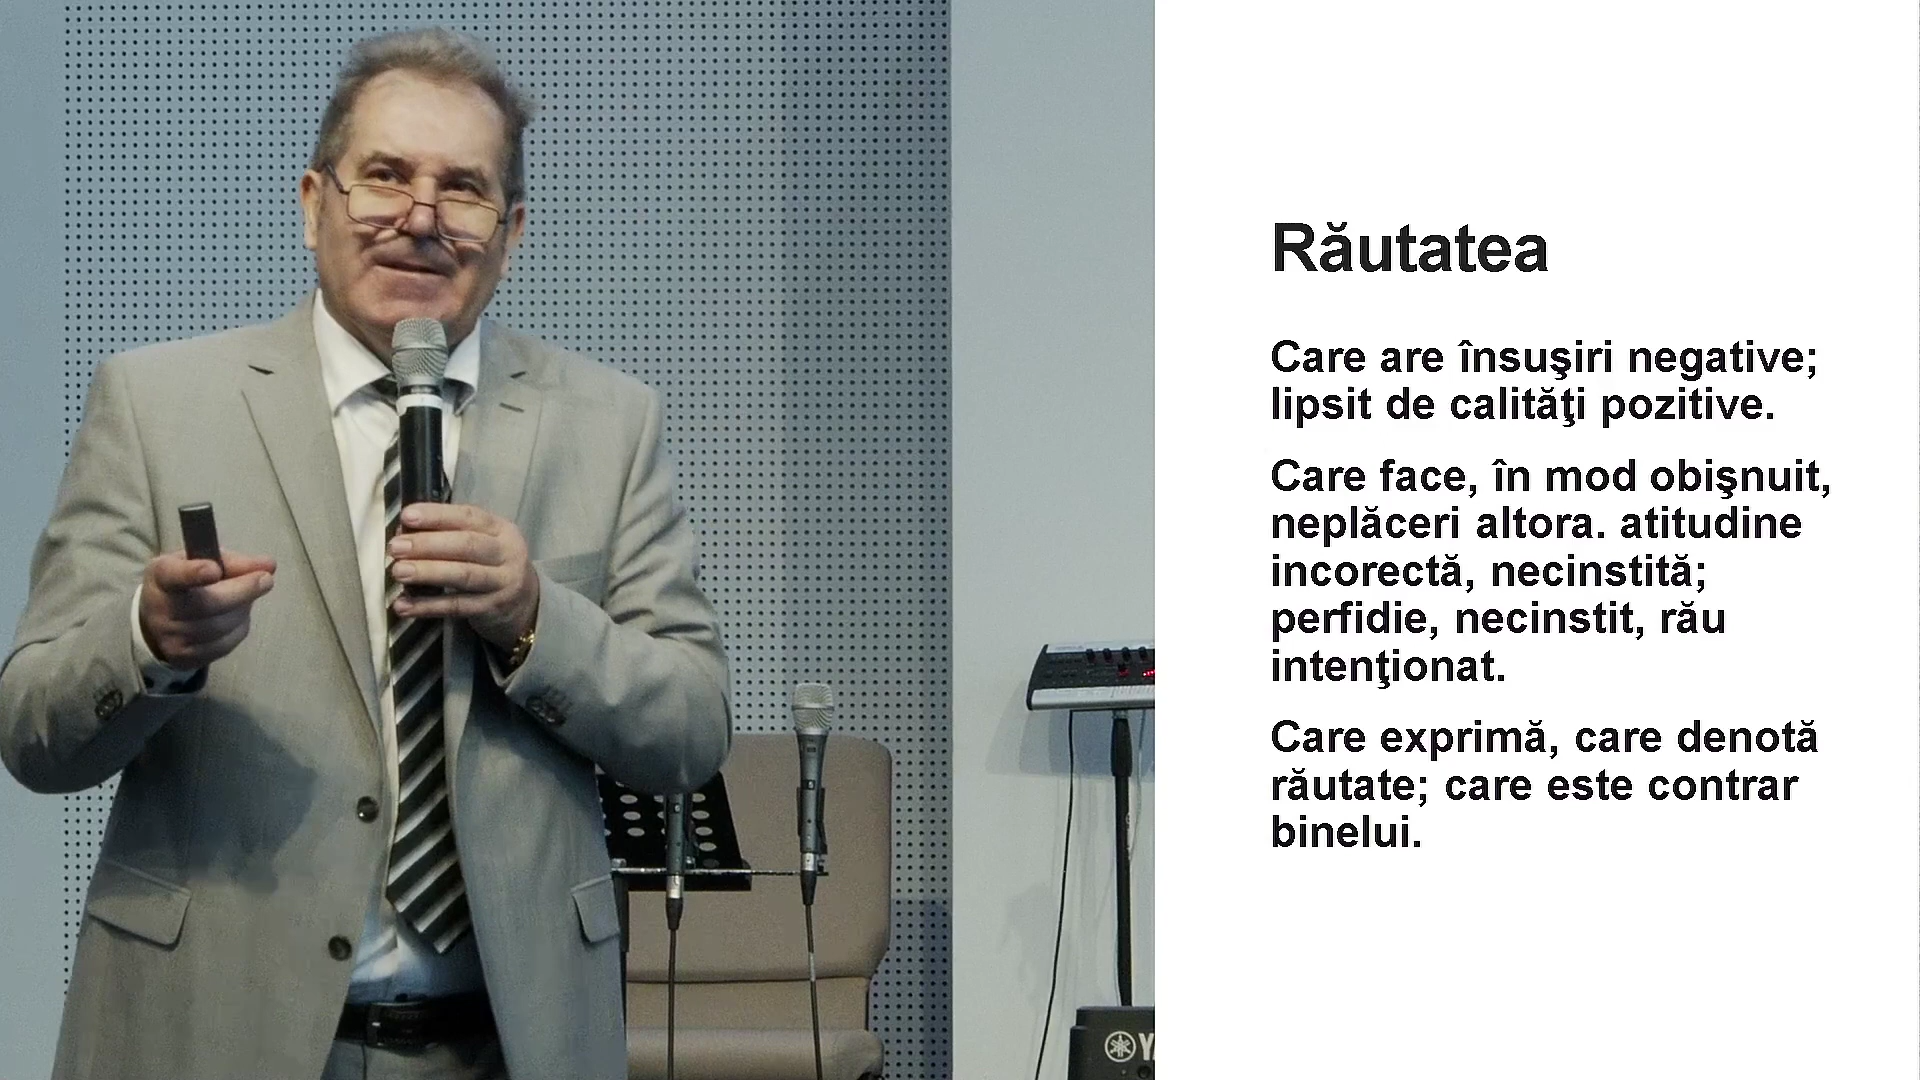 Răutatea
Care are însuşiri negative;
lipsit de calităţi pozitive.
Care face, în mod obişnuit,
neplăceri altora. atitudine
incorectă, necinstită;
perfidie, necinstit, rău
intenţionat.
Care exprimă, care denotă
răutate; care este contrar
binelui.